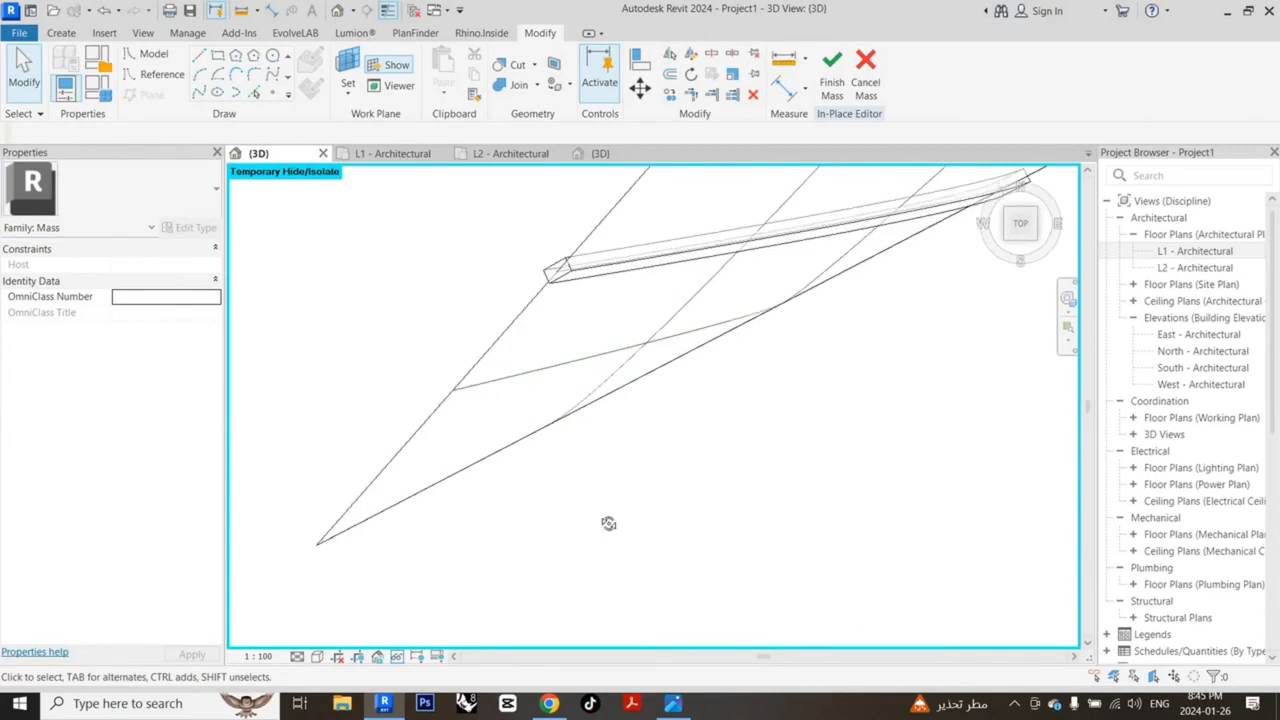 Autodesk Revit 2024 - Project1 - 3D View: (3D)
Sign In
File Create Insert View Manage Add-Ins EvolveLAB Lumion® PlanFinder Rhino.Inside Modify
Modify
Select
Properties
Model
Reference
Plane
Draw
Set
Show
Viewer
Work Plane
Paste
Clipboard
Cut
Join
Geometry
Activate
Controls
Modify
Measure
Finish
Mass
Cancel
Mass
In-Place Editor
Properties
R
Family: Mass
Edit Type
Constraints
Host
Identity Data
OmniClass Number
OmniClass Title
Properties help
Apply
(3D)
L1 - Architectural
L2 - Architectural
(3D)
Temporary Hide/Isolate
TOP
W
E
S
1 : 100
Project Browser - Project1
Search
Views (Discipline)
Architectural
Floor Plans (Architectural Pl
L1 - Architectural
L2 - Architectural
Floor Plans (Site Plan)
Ceiling Plans (Architectural
Elevations (Building Elevatio
East - Architectural
North - Architectural
South - Architectural
West - Architectural
Coordination
Floor Plans (Working Plan)
3D Views
Electrical
Floor Plans (Lighting Plan)
Floor Plans (Power Plan)
Ceiling Plans (Electrical Ceil
Mechanical
Floor Plans (Mechanical Pla
Ceiling Plans (Mechanical C
Plumbing
Floor Plans (Plumbing Plan)
Structural
Structural Plans
Legends
Schedules/Quantities (By Type
Click to select, TAB for alternates, CTRL adds, SHIFT unselects.
:0
Type here to search
R
RVT
Ps
8
مطر تحذير
ENG
8:45 PM
2024-01-26